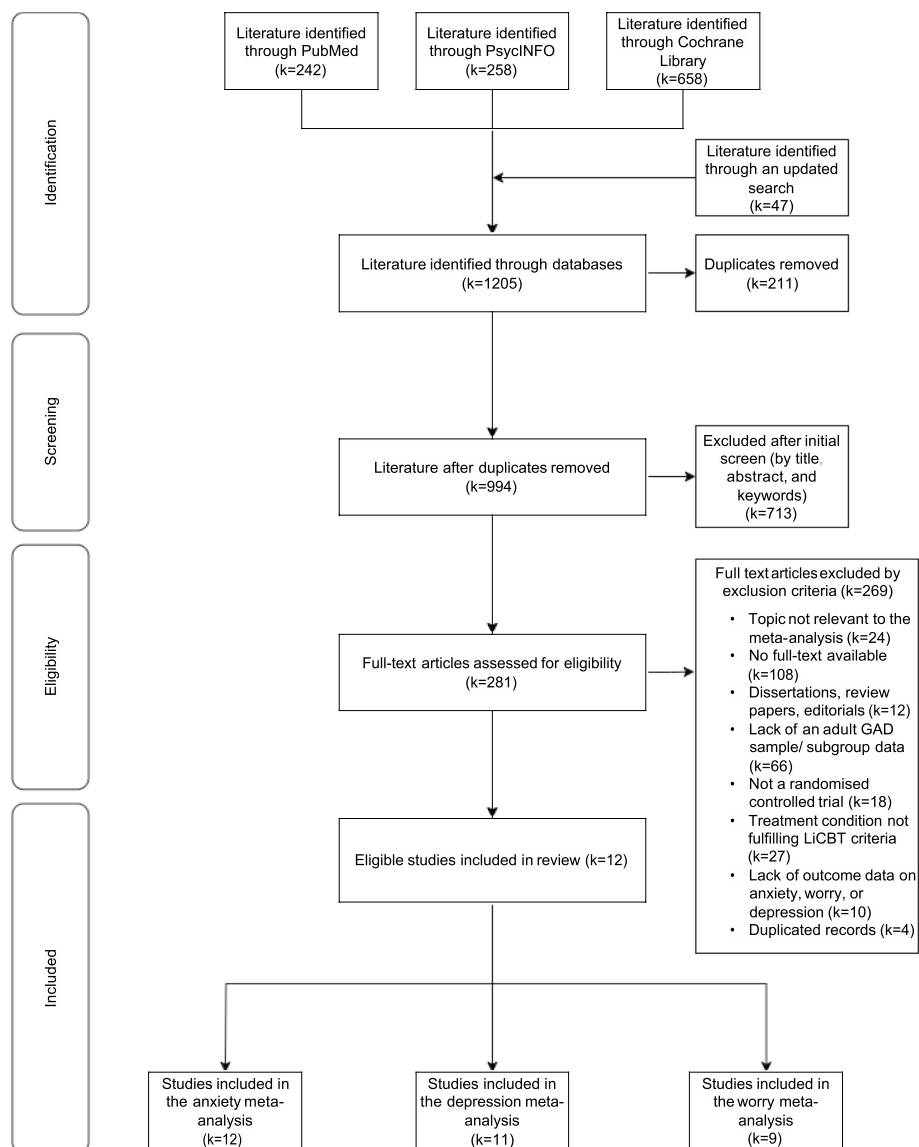 Literature identified
through PubMed
(k=242)
Literature identified
through PsycINFO
(k=258)
Literature identified
through Cochrane
Library
(k=658)
Identification
Literature identified
through an updated
search
(k=47)
Literature identified through databases
(k=1205)
Duplicates removed
(k=211)
Screening
Literature after duplicates removed
(k=994)
Excluded after initial
screen (by title,
abstract, and
keywords)
(k=713)
Eligibility
Full-text articles assessed for eligibility
(k=281)
Full text articles excluded by
exclusion criteria (k=269)
• Topic not relevant to the
meta-analysis (k=24)
• No full-text available
(k=108)
• Dissertations, review
papers, editorials (k=12)
• Lack of an adult GAD
sample/ subgroup data
(k=66)
• Not a randomised
controlled trial (k=18)
• Treatment condition not
fulfilling LiCBT criteria
(k=27)
• Lack of outcome data on
anxiety, worry, or
depression (k=10)
• Duplicated records (k=4)
Included
Eligible studies included in review (k=12)
Studies included in
the anxiety meta-
analysis
(k=12)
Studies included in
the depression meta-
analysis
(k=11)
Studies included in
the worry meta-
analysis
(k=9)